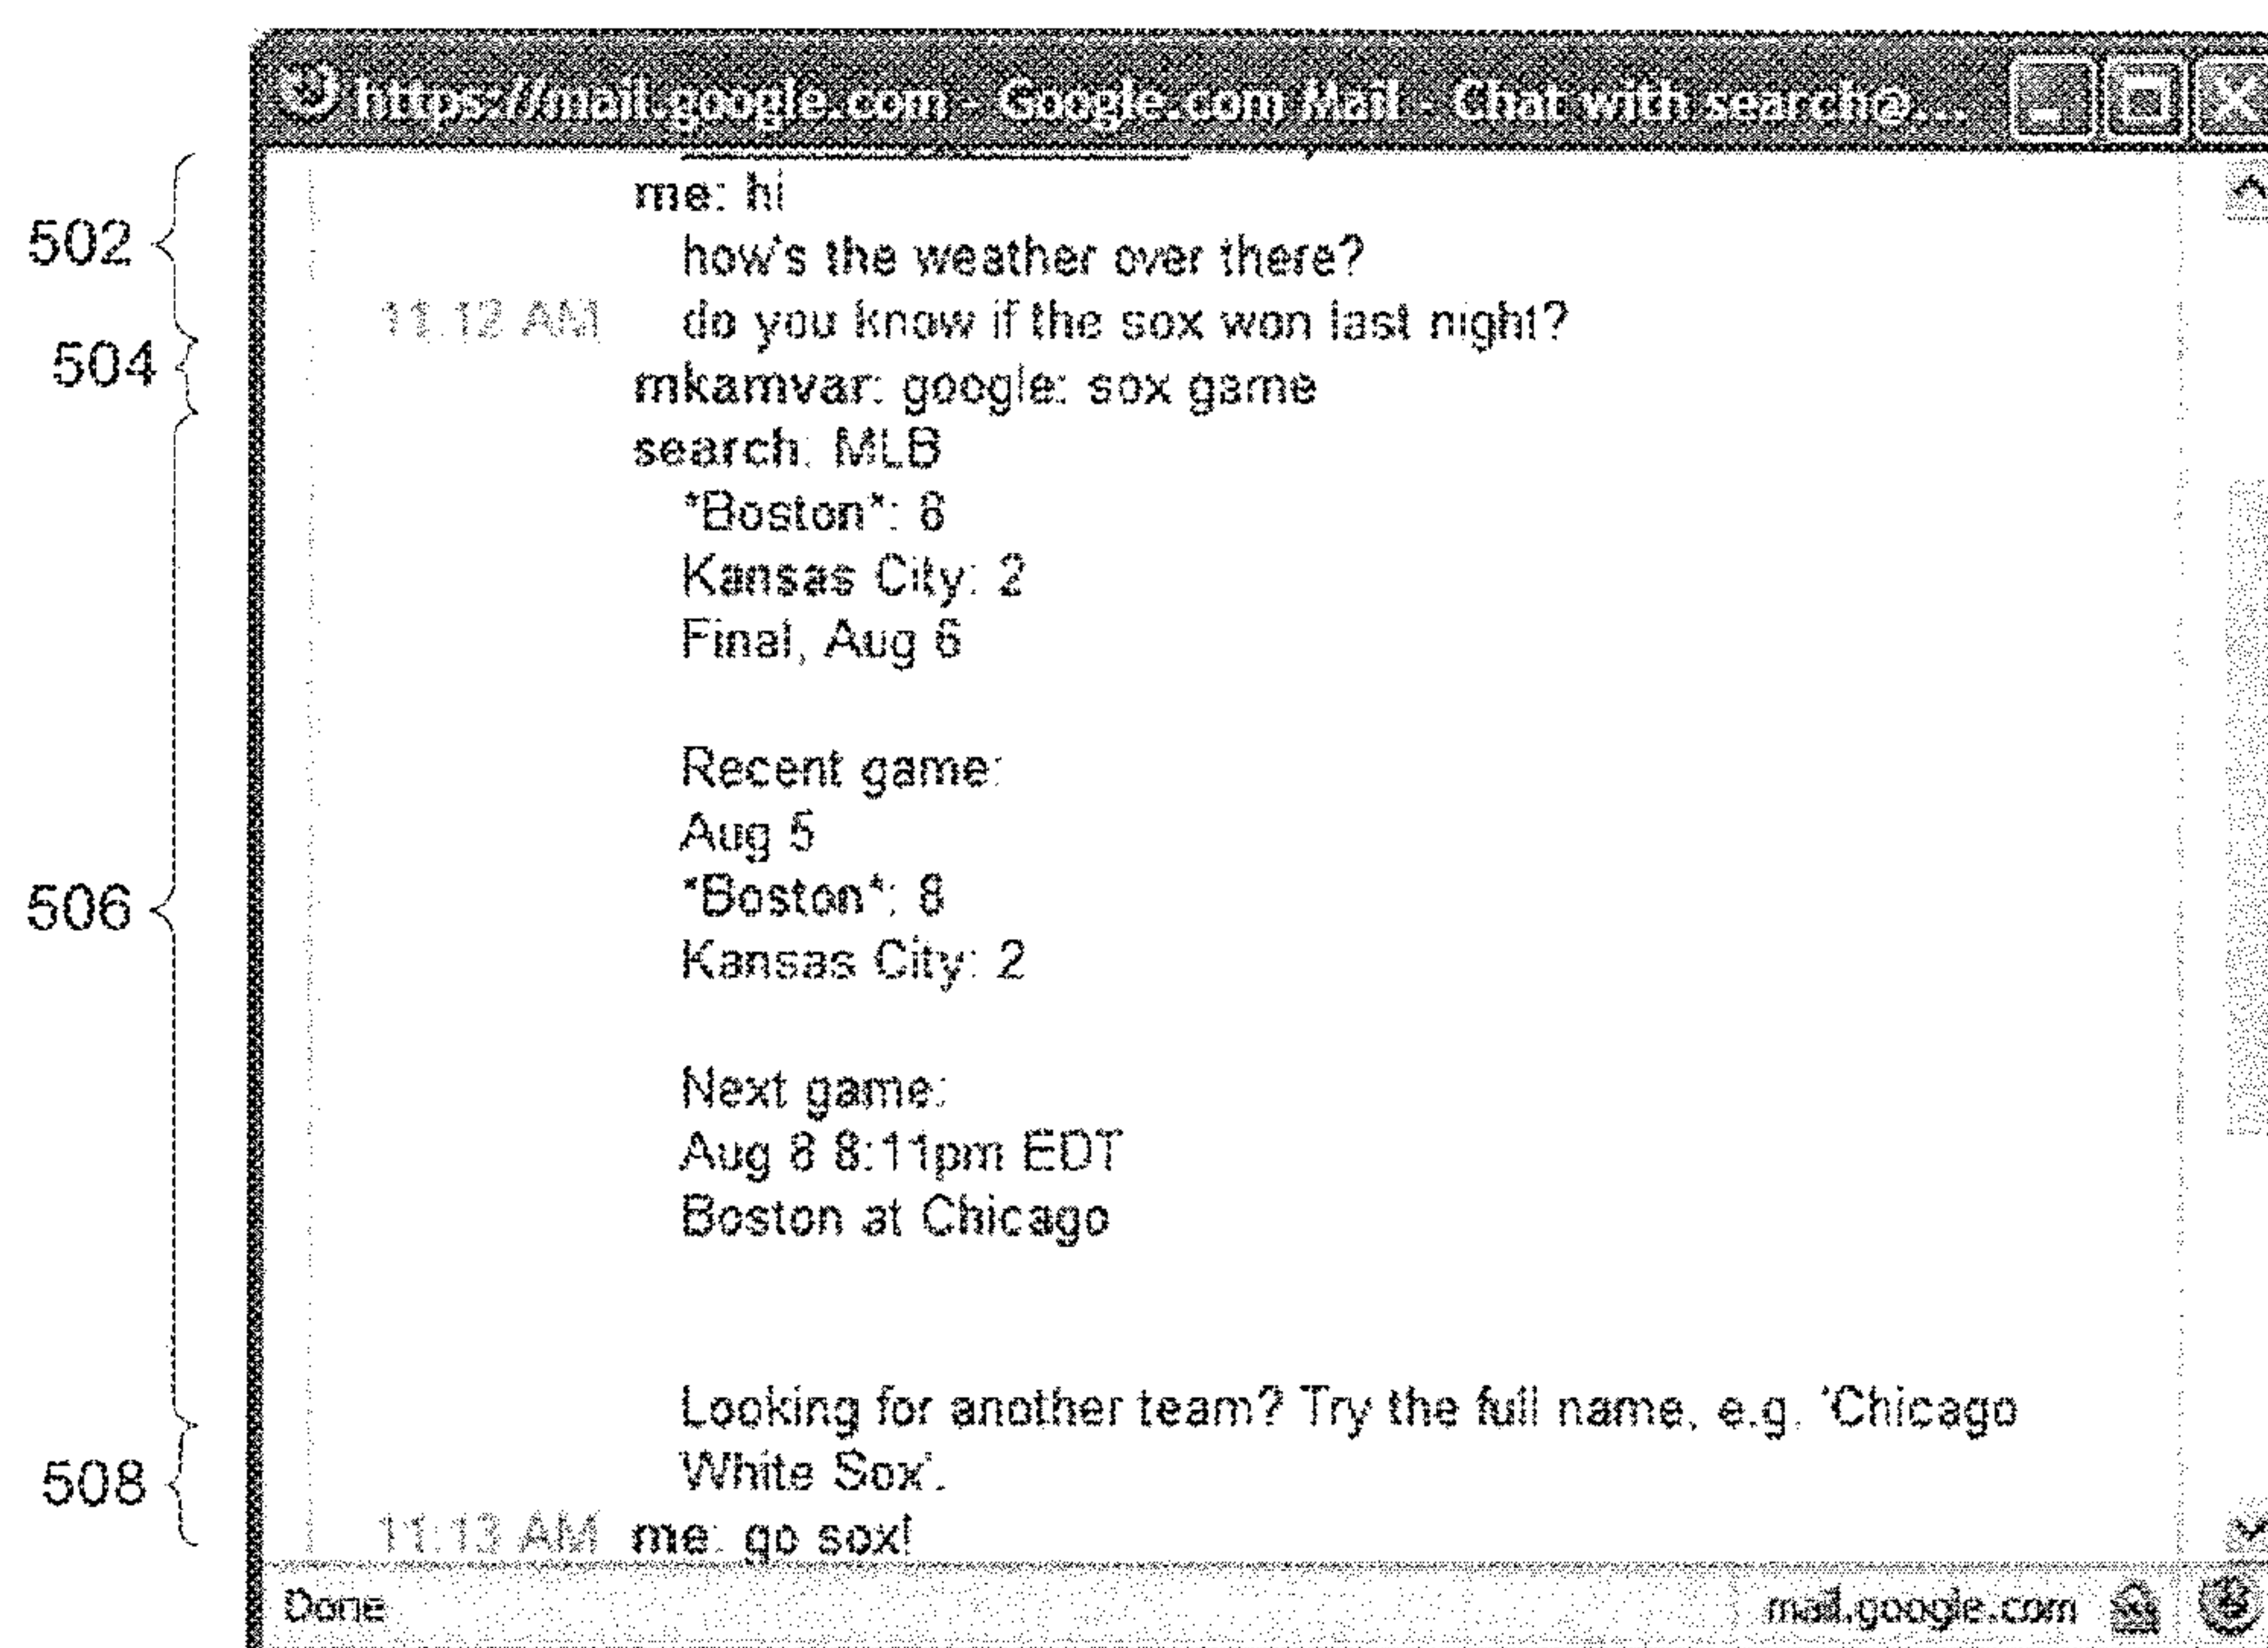 https://mail.google.com - Google.com Mail - Chat with search@...
me: hi
502
how's the weather over there?
11:12 AM do you know if the sox won last night?
504
mkamvar: google: sox game
search: MLB
*Boston*: 8
Kansas City: 2
Final, Aug 6
Recent game:
Aug 5
506
*Boston*: 8
Kansas City: 2
Next game:
Aug 8 8:11pm EDT
Boston at Chicago
Looking for another team? Try the full name, e.g. 'Chicago
White Sox'.
508
11:13 AM me: go sox!
Done mail.google.com